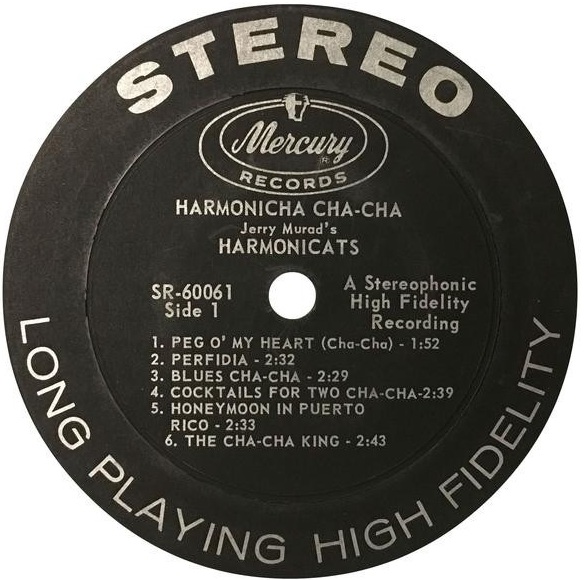 STEREO
Mercury
R
RECORDS
HARMONICHA CHA-CHA
Jerry Murad's
HARMONICATS
SR-60061
Side 1
A Stereophonic
High Fidelity
Recording
1. PEG O' MY HEART (Cha-Cha) - 1:52
2. PERFIDIA - 2:32
3. BLUES CHA-CHA - 2:29
4. COCKTAILS FOR TWO CHA-CHA-2:39
5. HONEYMOON IN PUERTO
RICO - 2:33
6. THE CHA-CHA KING - 2:43
LONG PLAYING HIGH FIDELITY